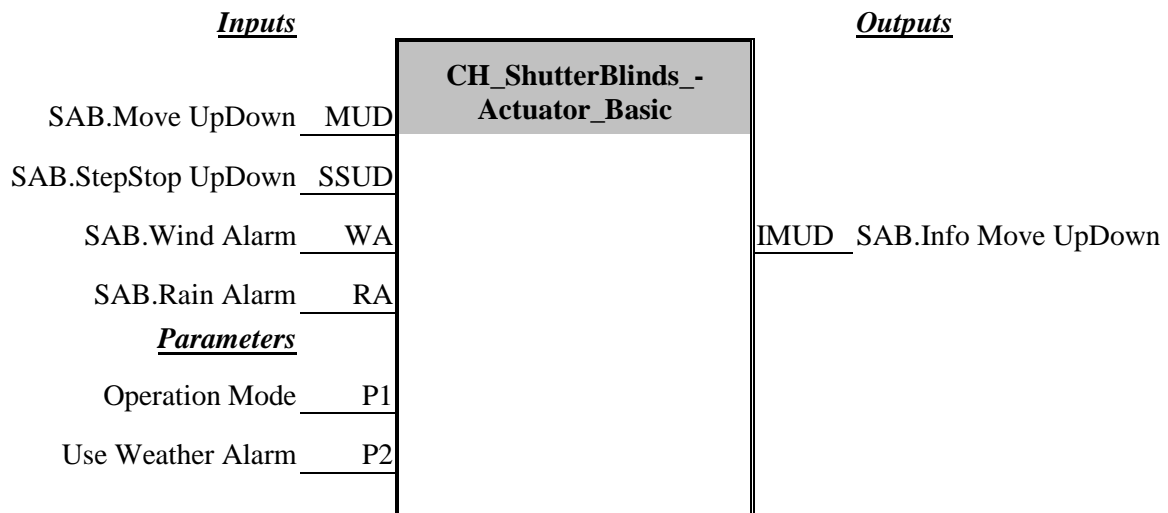 Inputs
Outputs
CH_ShutterBlinds_-
Actuator_Basic
SAB.Move UpDown MUD
SAB.StepStop UpDown SSUD
SAB.Wind Alarm WA
IMUD SAB.Info Move UpDown
SAB.Rain Alarm RA
Parameters
Operation Mode P1
Use Weather Alarm P2